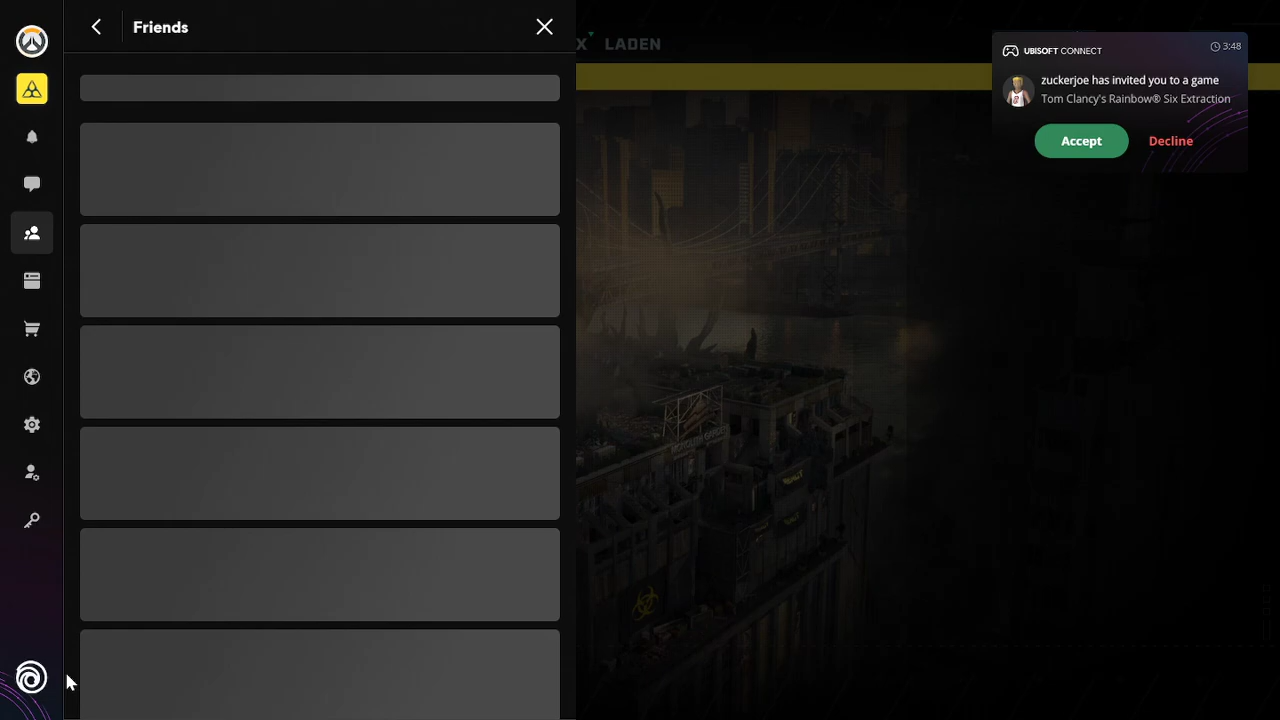 Friends
X LADEN
UBISOFT CONNECT
3:48
zuckerjoe has invited you to a game
Tom Clancy's Rainbow® Six Extraction
Accept
Decline